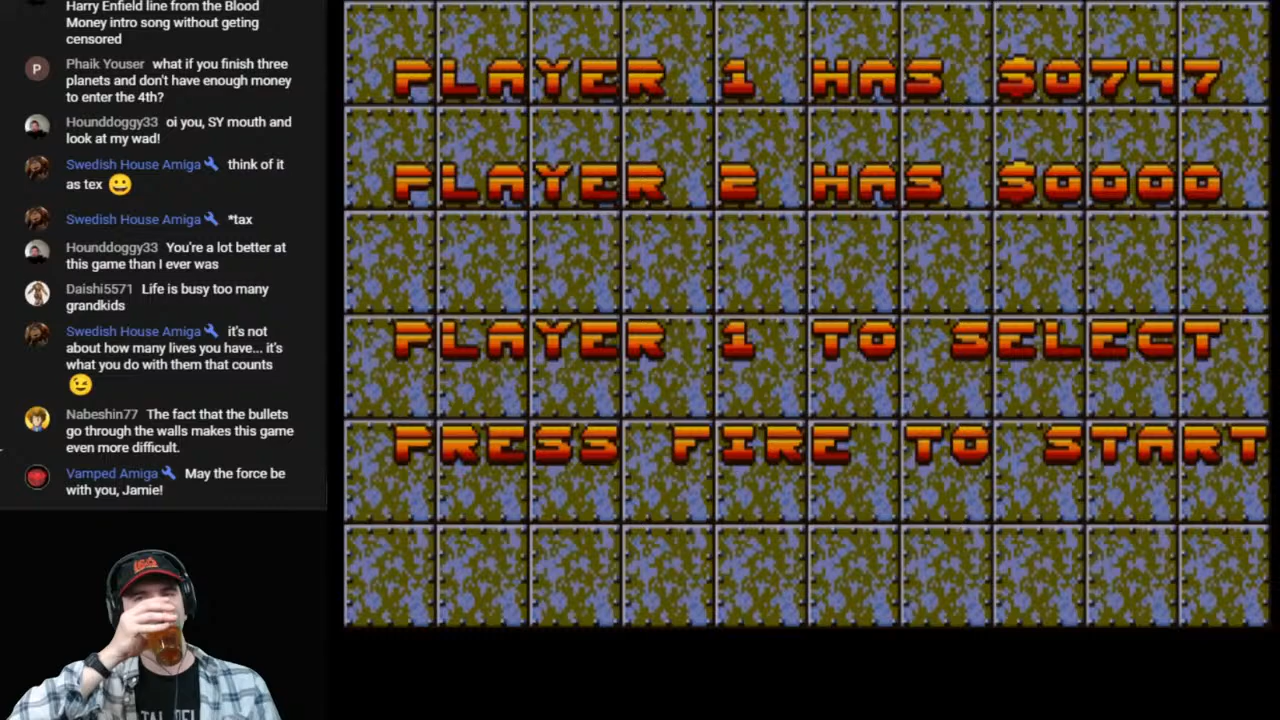 Harry Enfield line from the Blood
Money intro song without geting
censored
P
Phaik Youser what if you finish three
planets and don't have enough money
to enter the 4th?
Hounddoggy33 oi you, SY mouth and
look at my wad!
Swedish House Amiga think of it
as tex
Swedish House Amiga *tax
Hounddoggy33 You're a lot better at
this game than I ever was
Daishi5571 Life is busy too many
grandkids
Swedish House Amiga it's not
about how many lives you have... it's
what you do with them that counts
Nabeshin77 The fact that the bullets
go through the walls makes this game
even more difficult.
Vamped Amiga May the force be
with you, Jamie!
PLAYER 1 HAS $0747
PLAYER 2 HAS $0000
PLAYER 1 TO SELECT
PRESS FIRE TO START